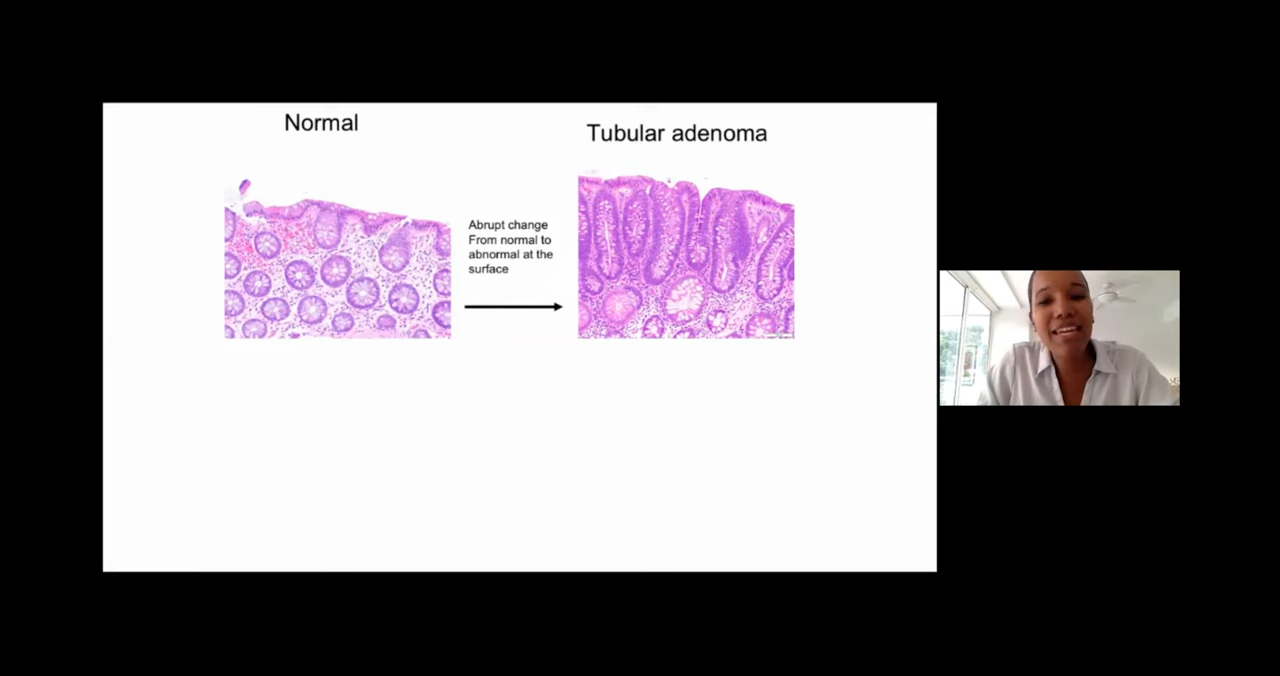 Normal
Tubular adenoma
Abrupt change
From normal to
abnormal at the
surface